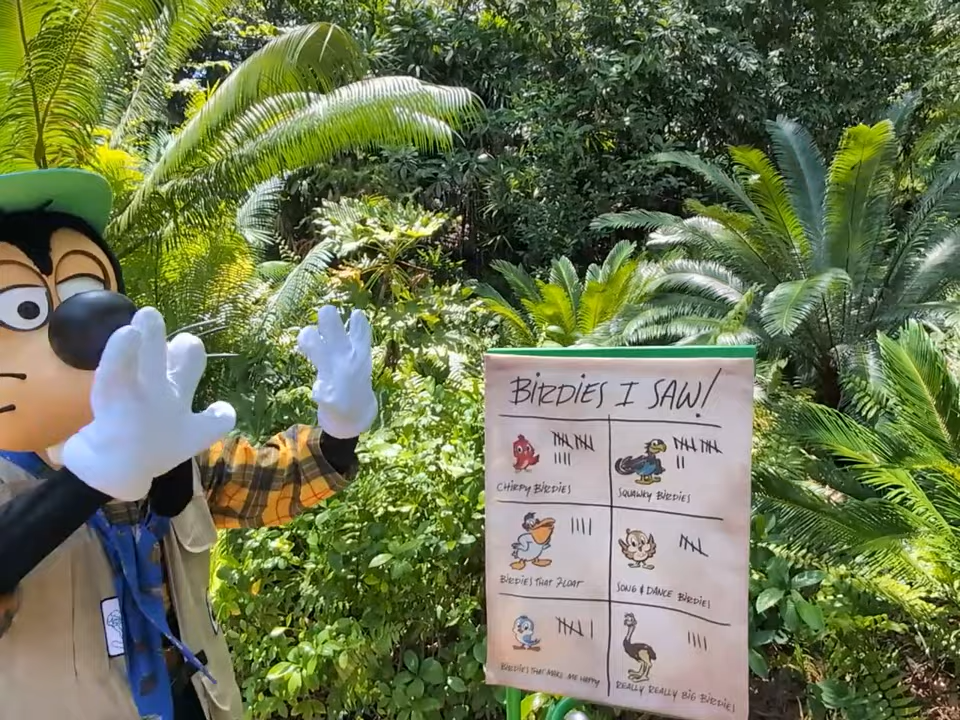 BIRDIES I SAW!
CHIRPY BIRDIES
SQUAWKY BIRDIES
BIRDIES THAT FLOAT
SONG & DANCE BIRDIES
BIRDIES THAT MAKE ME HAPPY
REALLY REALLY BIG BIRDIES